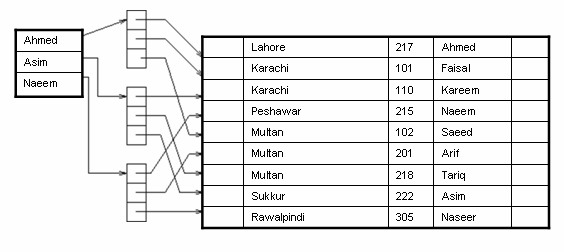 Ahmed
Asim
Naeem
Lahore 217 Ahmed
Karachi 101 Faisal
Karachi 110 Kareem
Peshawar 215 Naeem
Multan 102 Saeed
Multan 201 Arif
Multan 218 Tariq
Sukkur 222 Asim
Rawalpindi 305 Naseer